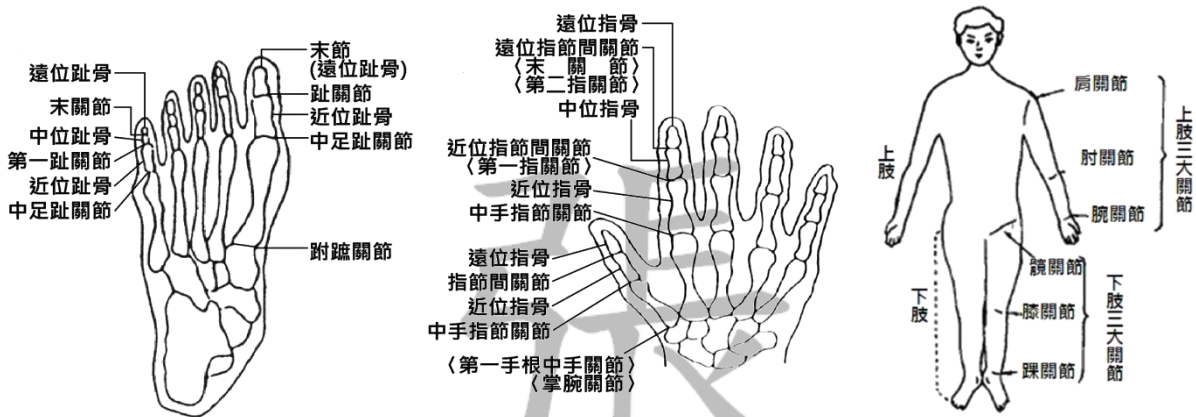 遠位趾骨
末關節
中位趾骨
第一趾關節
近位趾骨
中足趾關節
末節
(遠位趾骨)
趾關節
近位趾骨
中足趾關節
跗蹠關節
遠位指骨
遠位指節間關節
〈末關節〉
〈第二指關節〉
中位指骨
近位指節間關節
〈第一指關節〉
近位指骨
中手指節關節
遠位指骨
指節間關節
近位指骨
中手指節關節
〈第一手根中手關節〉
〈掌腕關節〉
上肢
下肢
肩關節
肘關節
腕關節
上肢三大關節
髖關節
膝關節
踝關節
下肢三大關節